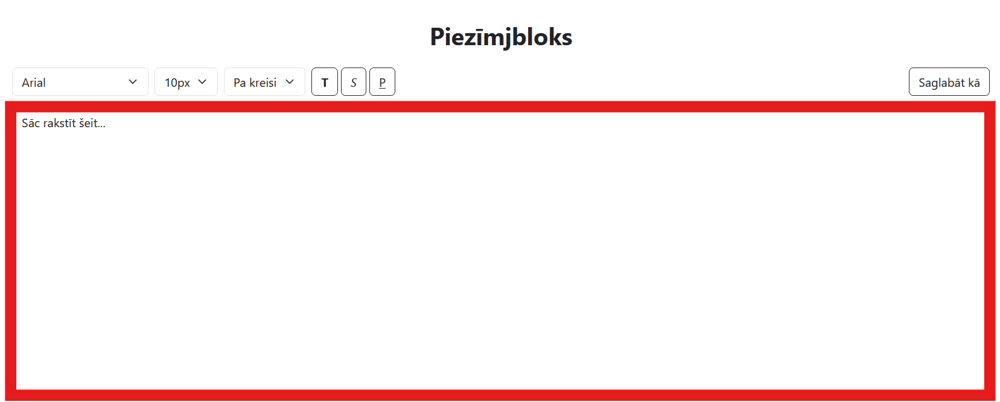 Piezīmjbloks
Arial 10px Pa kreisi T S P Saglabāt kā
Sāc rakstīt šeit...